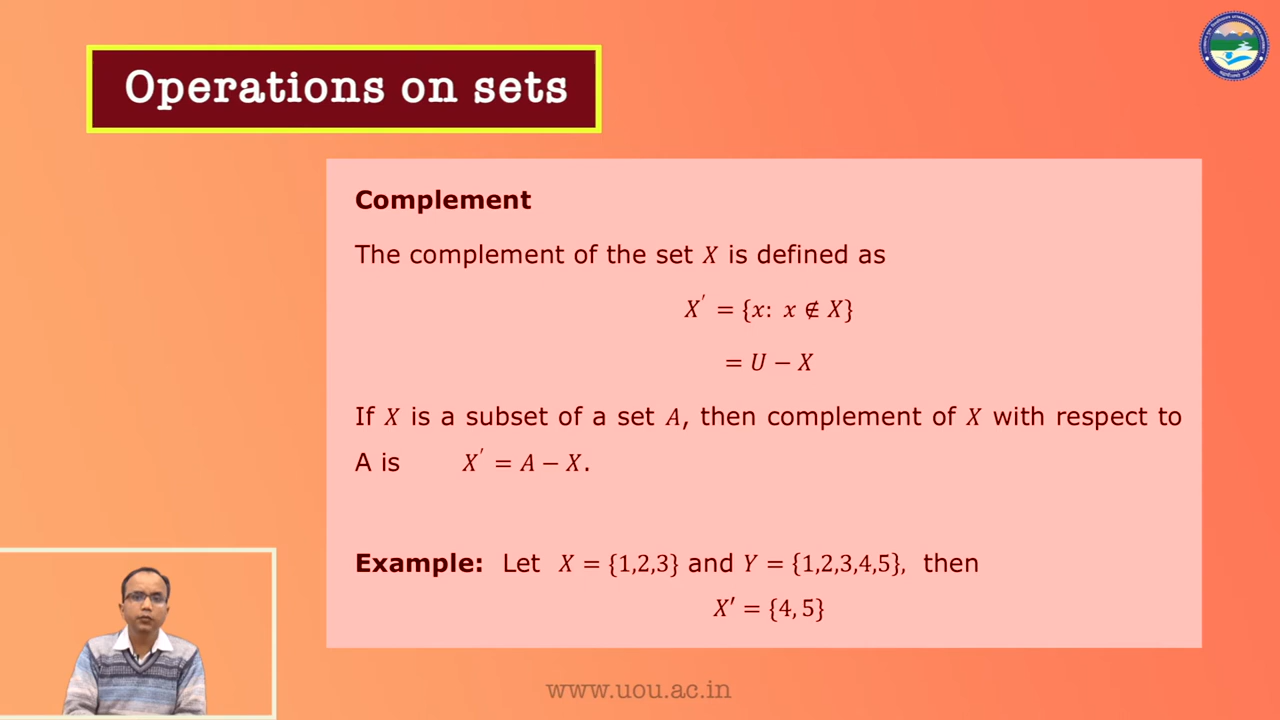 Operations on sets
Complement
The complement of the set X is defined as
X′ = {x: x ∉ X}
= U − X
If X is a subset of a set A, then complement of X with respect to
A is X′ = A − X.
Example: Let X = {1,2,3} and Y = {1,2,3,4,5}, then
X′ = {4, 5}
www.uou.ac.in